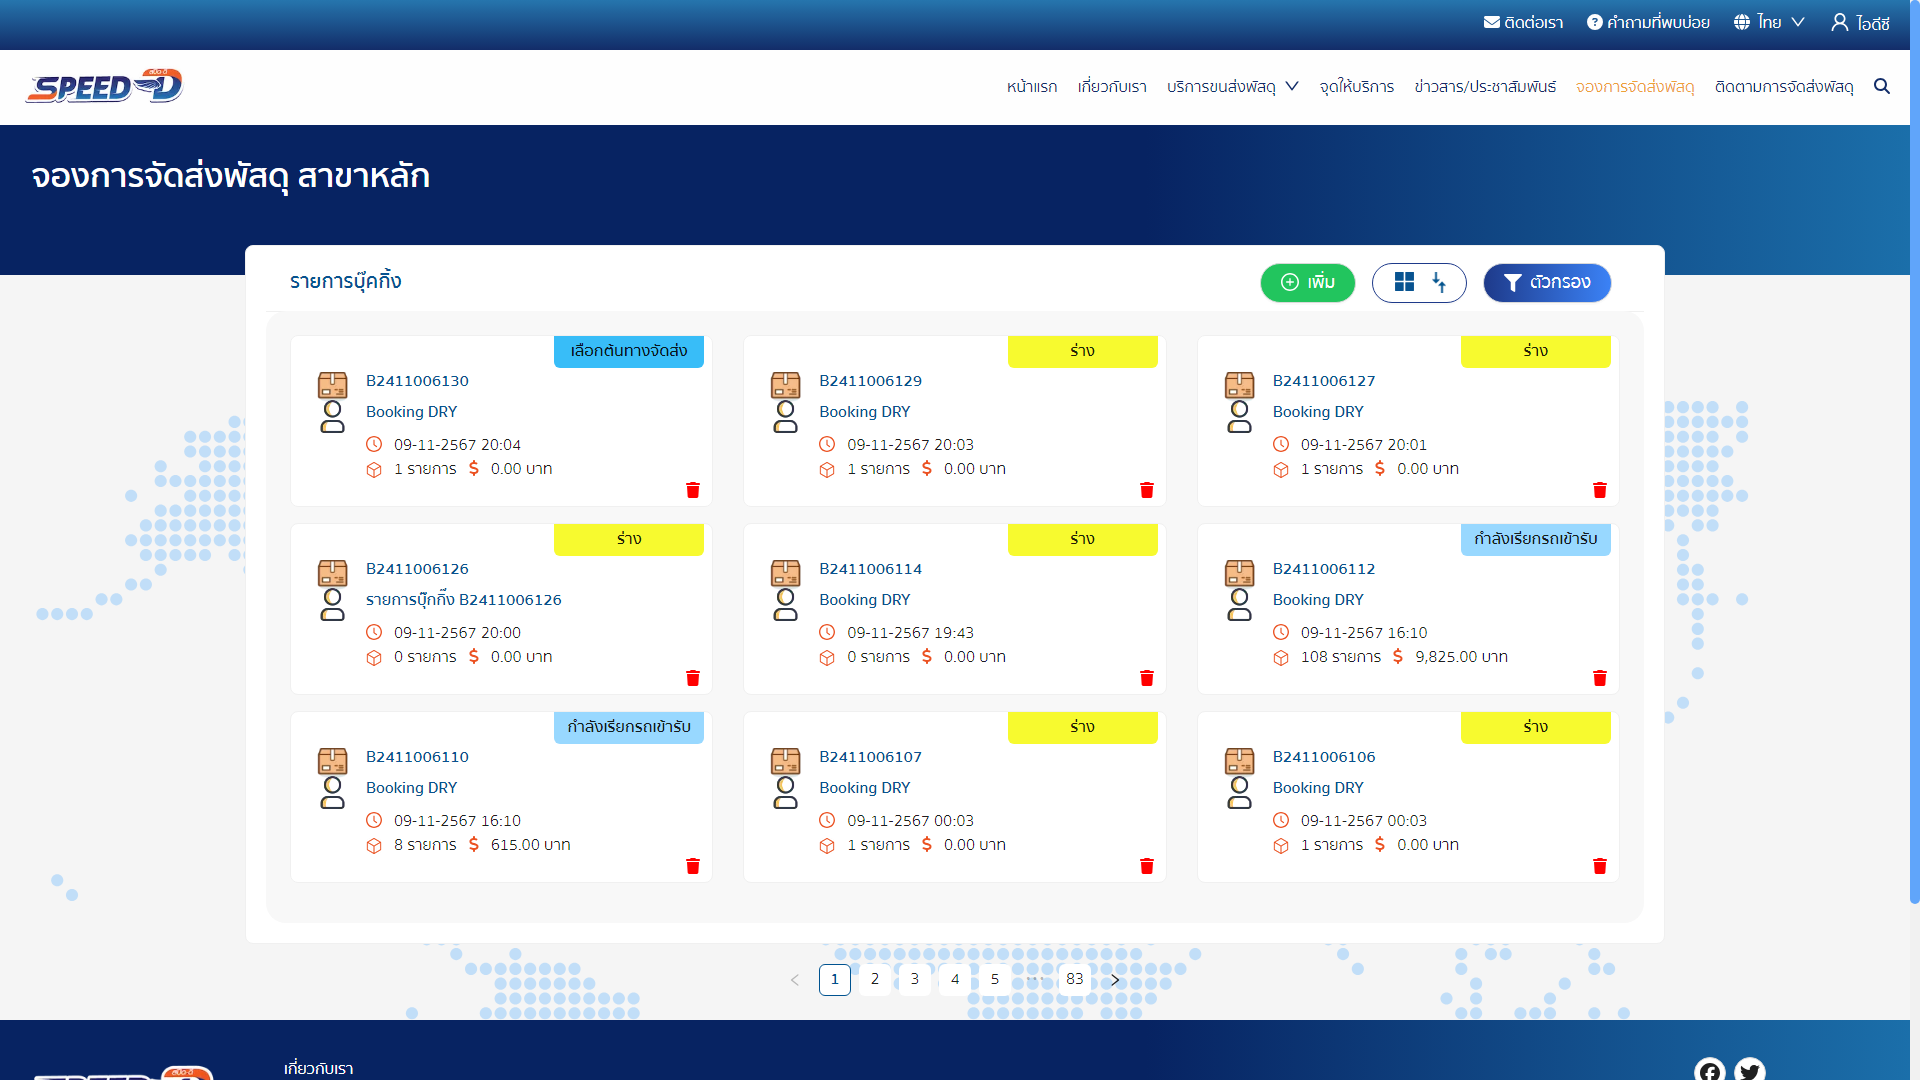 ติดต่อเรา คำถามที่พบบ่อย ไทย ไอดีซี
สปีด-ดี
SPEED-D
หน้าแรก เกี่ยวกับเรา บริการขนส่งพัสดุ จุดให้บริการ ข่าวสาร/ประชาสัมพันธ์ จองการจัดส่งพัสดุ ติดตามการจัดส่งพัสดุ
จองการจัดส่งพัสดุ สาขาหลัก
รายการบุ๊คกิ้ง เพิ่ม ตัวกรอง
เลือกต้นทางจัดส่ง
B2411006130
Booking DRY
09-11-2567 20:04
1 รายการ $ 0.00 บาท
ร่าง
B2411006129
Booking DRY
09-11-2567 20:03
1 รายการ $ 0.00 บาท
ร่าง
B2411006127
Booking DRY
09-11-2567 20:01
1 รายการ $ 0.00 บาท
ร่าง
B2411006126
รายการบุ๊กกิ๊ง B2411006126
09-11-2567 20:00
0 รายการ $ 0.00 บาท
ร่าง
B2411006114
Booking DRY
09-11-2567 19:43
0 รายการ $ 0.00 บาท
กำลังเรียกรถเข้ารับ
B2411006112
Booking DRY
09-11-2567 16:10
108 รายการ $ 9,825.00 บาท
กำลังเรียกรถเข้ารับ
B2411006110
Booking DRY
09-11-2567 16:10
8 รายการ $ 615.00 บาท
ร่าง
B2411006107
Booking DRY
09-11-2567 00:03
1 รายการ $ 0.00 บาท
ร่าง
B2411006106
Booking DRY
09-11-2567 00:03
1 รายการ $ 0.00 บาท
< 1 2 3 4 5 ··· 83 >
เกี่ยวกับเรา
สปีด-ดี
SPEED-D